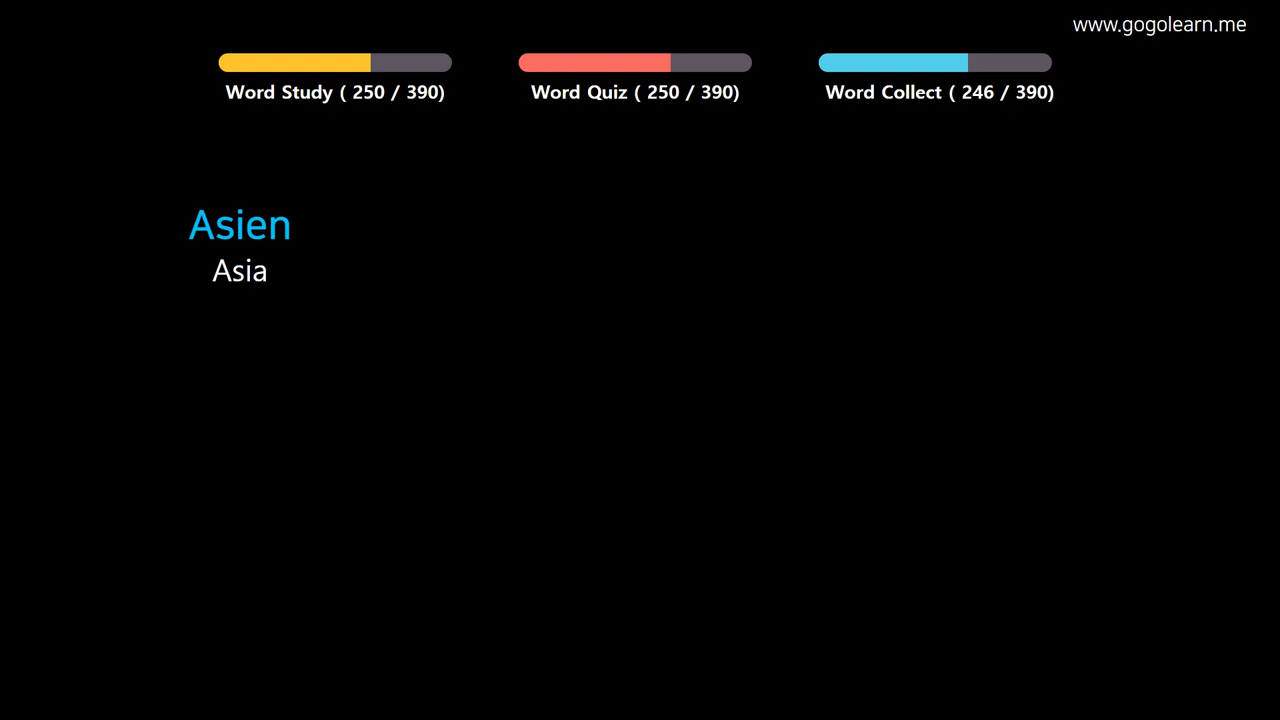 www.gogolearn.me
Word Study ( 250 / 390)
Word Quiz ( 250 / 390)
Word Collect ( 246 / 390)
Asien
Asia